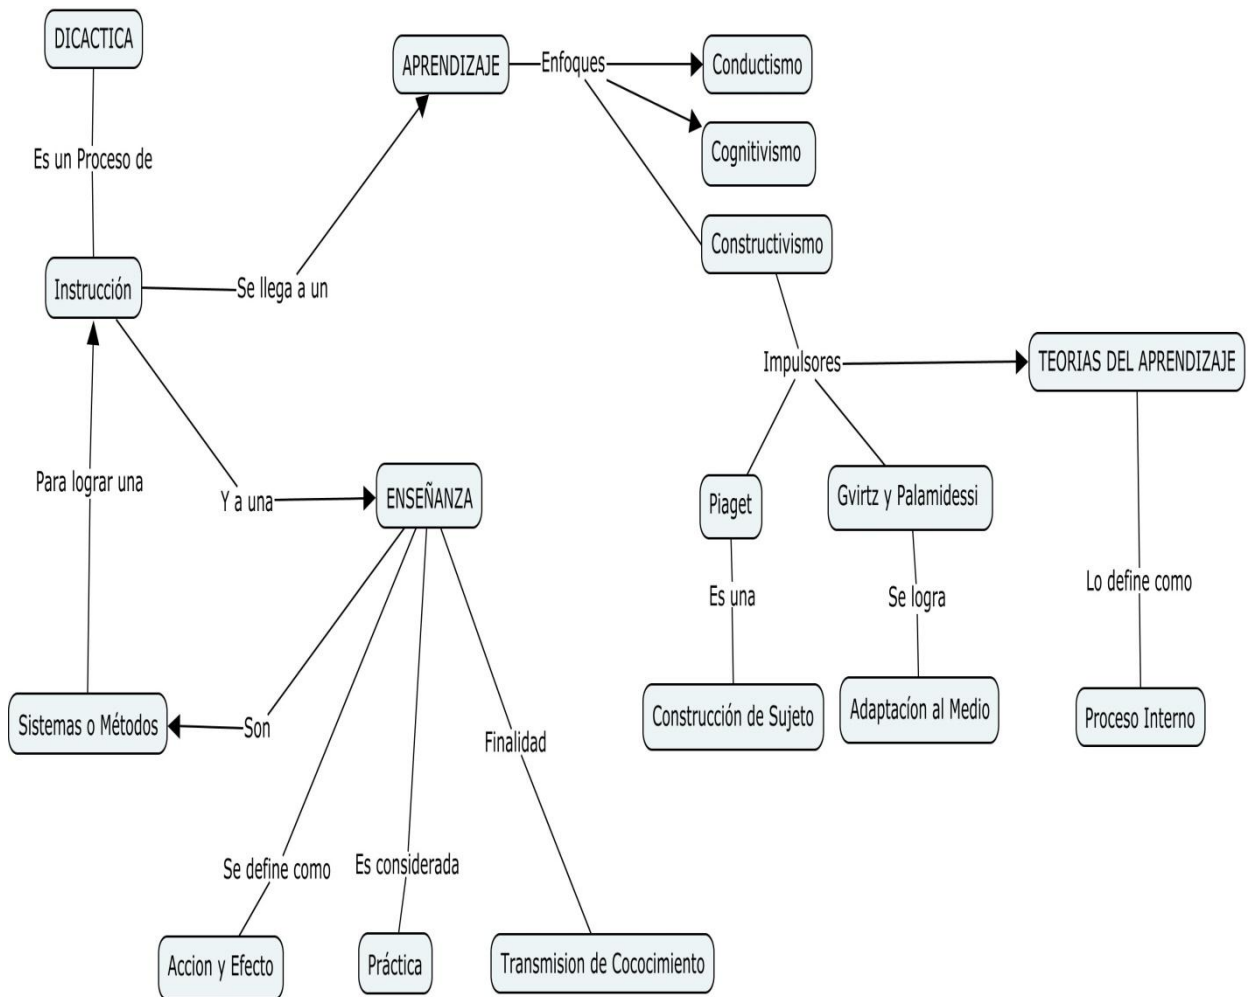 DICACTICA
APRENDIZAJE
Enfoques
Conductismo
Cognitivismo
Es un Proceso de
Constructivismo
Instrucción
Se llega a un
Impulsores
TEORIAS DEL APRENDIZAJE
Para lograr una
Y a una
ENSEÑANZA
Piaget
Gvirtz y Palamidessi
Es una
Se logra
Lo define como
Sistemas o Métodos
Son
Construcción de Sujeto
Adaptacíon al Medio
Proceso Interno
Finalidad
Se define como
Es considerada
Accion y Efecto
Práctica
Transmision de Cococimiento